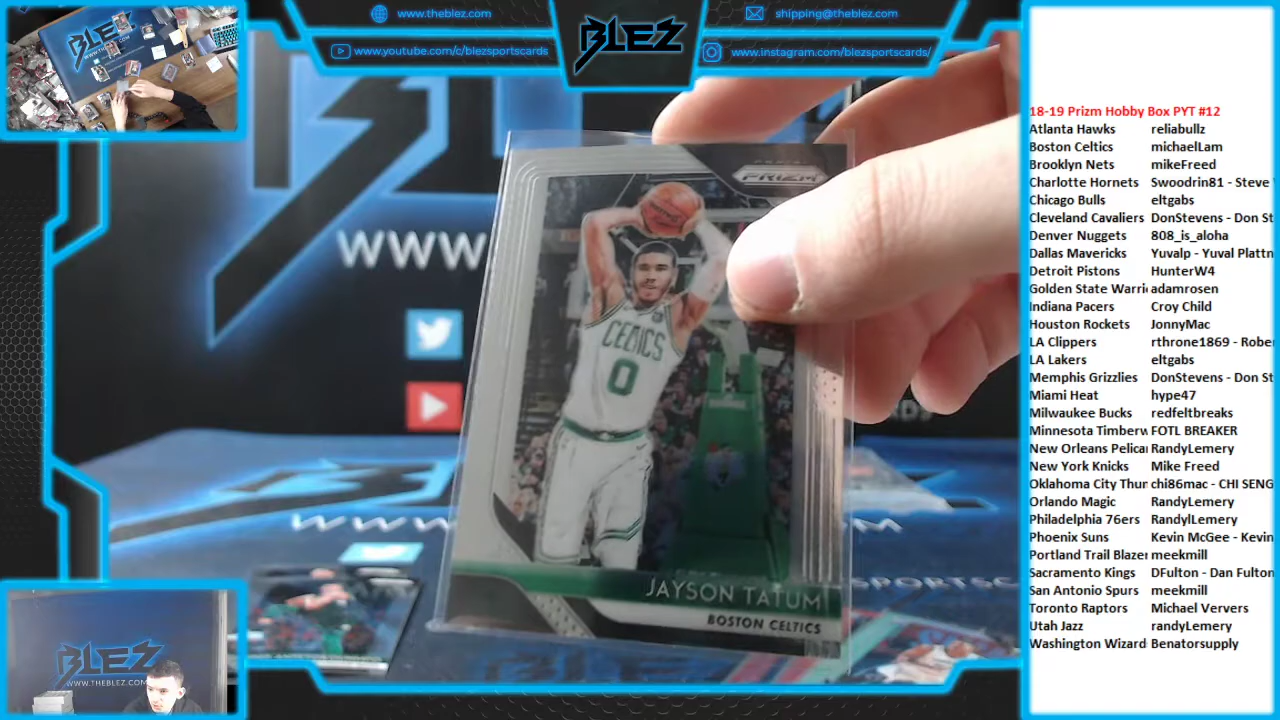 www.theblez.com
www.youtube.com/c/blezsportscards
BLEZ
shipping@theblez.com
www.instagram.com/blezsportscards/
WWW
PRIZM
CELTICS
0
JAYSON TATUM
BOSTON CELTICS
BLEZ
WWW.THEBLEZ.COM
18-19 Prizm Hobby Box PYT #12
Atlanta Hawks reliabullz
Boston Celtics michaelLam
Brooklyn Nets mikeFreed
Charlotte Hornets Swoodrin81 - Steve
Chicago Bulls eltgabs
Cleveland Cavaliers DonStevens - Don St
Denver Nuggets 808_is_aloha
Dallas Mavericks Yuvalp - Yuval Plattn
Detroit Pistons HunterW4
Golden State Warri adamrosen
Indiana Pacers Croy Child
Houston Rockets JonnyMac
LA Clippers rthrone1869 - Rober
LA Lakers eltgabs
Memphis Grizzlies DonStevens - Don St
Miami Heat hype47
Milwaukee Bucks redfeltbreaks
Minnesota Timberw FOTL BREAKER
New Orleans Pelica RandyLemery
New York Knicks Mike Freed
Oklahoma City Thun chi86mac - CHI SENG
Orlando Magic RandyLemery
Philadelphia 76ers RandylLemery
Phoenix Suns Kevin McGee - Kevin
Portland Trail Blazer meekmill
Sacramento Kings DFulton - Dan Fulton
San Antonio Spurs meekmill
Toronto Raptors Michael Ververs
Utah Jazz randyLemery
Washington Wizard Benatorsupply